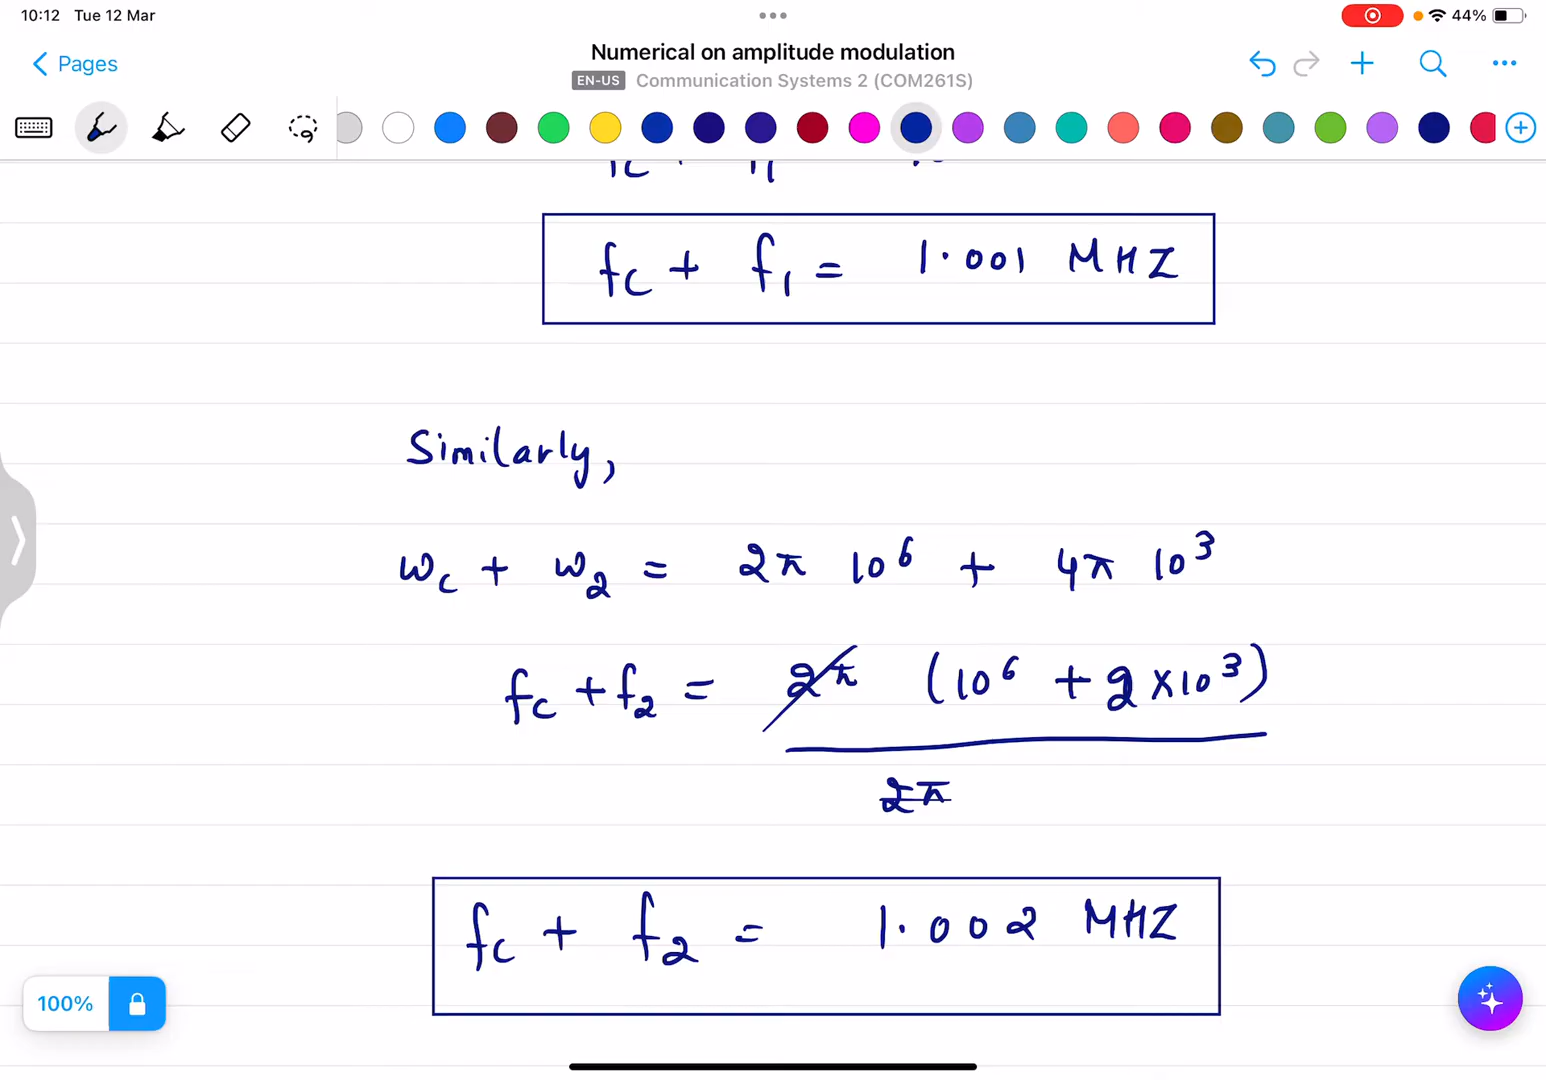 10:12 Tue 12 Mar
44%
Pages
Numerical on amplitude modulation
EN-US Communication Systems 2 (COM261S)
fc + f1 = 1.001 MHZ
Similarly,
ωc + ω2 = 2π 10^6 + 4π 10^3
fc + f2 = 2π (10^6 + 2×10^3)
2π
fc + f2 = 1.002 MHZ
100%